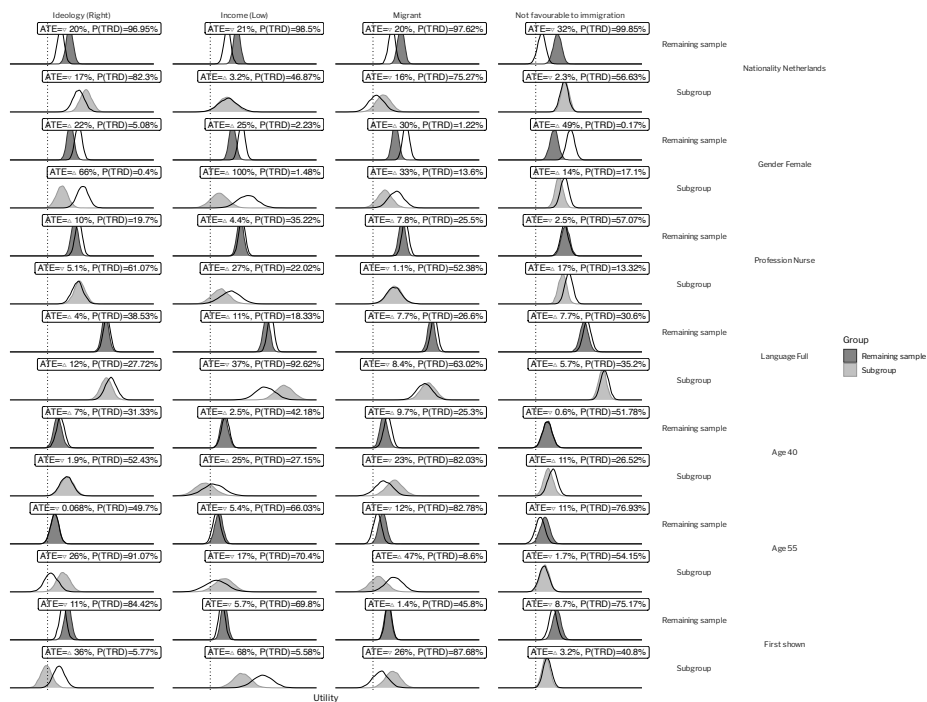 Ideology (Right) Income (Low) Migrant Not favourable to immigration
ATE=▿ 20%, P(TRD)=96.95% ATE=▿ 21%, P(TRD)=98.5% ATE=▿ 20%, P(TRD)=97.62% ATE=▿ 32%, P(TRD)=99.85%
Remaining sample
Nationality Netherlands
ATE=▿ 17%, P(TRD)=82.3% ATE=▵ 3.2%, P(TRD)=46.87% ATE=▿ 16%, P(TRD)=75.27% ATE=▿ 2.3%, P(TRD)=56.63%
Subgroup
ATE=▵ 22%, P(TRD)=5.08% ATE=▵ 25%, P(TRD)=2.23% ATE=▵ 30%, P(TRD)=1.22% ATE=▵ 49%, P(TRD)=0.17%
Remaining sample
Gender Female
ATE=▵ 66%, P(TRD)=0.4% ATE=▵ 100%, P(TRD)=1.48% ATE=▵ 33%, P(TRD)=13.6% ATE=▵ 14%, P(TRD)=17.1%
Subgroup
ATE=▵ 10%, P(TRD)=19.7% ATE=▵ 4.4%, P(TRD)=35.22% ATE=▵ 7.8%, P(TRD)=25.5% ATE=▿ 2.5%, P(TRD)=57.07%
Remaining sample
Profession Nurse
ATE=▿ 5.1%, P(TRD)=61.07% ATE=▵ 27%, P(TRD)=22.02% ATE=▿ 1.1%, P(TRD)=52.38% ATE=▵ 17%, P(TRD)=13.32%
Subgroup
ATE=▵ 4%, P(TRD)=38.53% ATE=▵ 11%, P(TRD)=18.33% ATE=▵ 7.7%, P(TRD)=26.6% ATE=▵ 7.7%, P(TRD)=30.6%
Remaining sample
Language Full
ATE=▵ 12%, P(TRD)=27.72% ATE=▿ 37%, P(TRD)=92.62% ATE=▿ 8.4%, P(TRD)=63.02% ATE=▵ 5.7%, P(TRD)=35.2%
Subgroup
ATE=▵ 7%, P(TRD)=31.33% ATE=▵ 2.5%, P(TRD)=42.18% ATE=▵ 9.7%, P(TRD)=25.3% ATE=▿ 0.6%, P(TRD)=51.78%
Remaining sample
Age 40
ATE=▿ 1.9%, P(TRD)=52.43% ATE=▵ 25%, P(TRD)=27.15% ATE=▿ 23%, P(TRD)=82.03% ATE=▵ 11%, P(TRD)=26.52%
Subgroup
ATE=▿ 0.068%, P(TRD)=49.7% ATE=▿ 5.4%, P(TRD)=66.03% ATE=▿ 12%, P(TRD)=82.78% ATE=▿ 11%, P(TRD)=76.93%
Remaining sample
Age 55
ATE=▿ 26%, P(TRD)=91.07% ATE=▿ 17%, P(TRD)=70.4% ATE=▵ 47%, P(TRD)=8.6% ATE=▿ 1.7%, P(TRD)=54.15%
Subgroup
ATE=▿ 11%, P(TRD)=84.42% ATE=▿ 5.7%, P(TRD)=69.8% ATE=▵ 1.4%, P(TRD)=45.8% ATE=▿ 8.7%, P(TRD)=75.17%
Remaining sample
First shown
ATE=▵ 36%, P(TRD)=5.77% ATE=▵ 68%, P(TRD)=5.58% ATE=▿ 26%, P(TRD)=87.68% ATE=▵ 3.2%, P(TRD)=40.8%
Subgroup
Utility
Group
Remaining sample
Subgroup